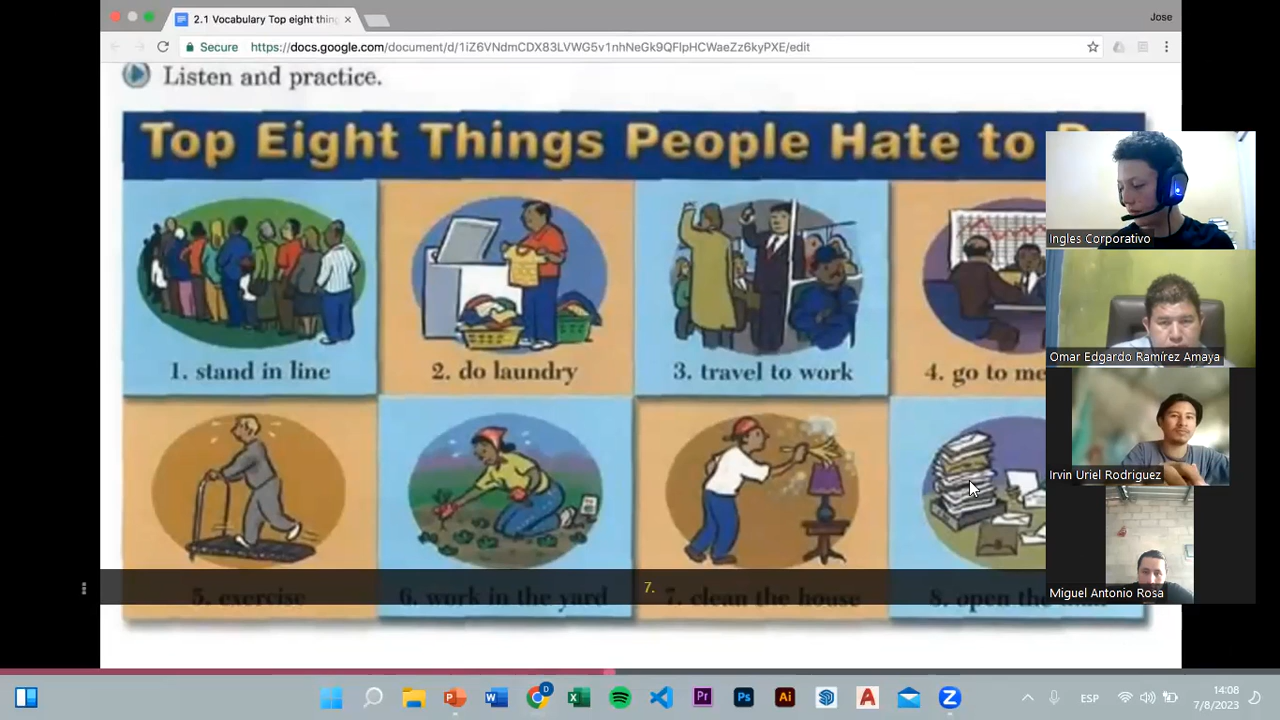 2.1 Vocabulary Top eight thin
Jose
Secure
https://docs.google.com/document/d/1iZ6VNdmCDX83LVWG5v1nhNeGk9QFlpHCWaeZz6kyPXE/edit
Listen and practice.
Top Eight Things People Hate to
1. stand in line
2. do laundry
3. travel to work
4. go to me
5. exercise
6. work in the yard
7.
7. clean the house
8. open the mail
Ingles Corporativo
Omar Edgardo Ramírez Amaya
Irvin Uriel Rodriguez
Miguel Antonio Rosa
ESP
14:08
7/8/2023